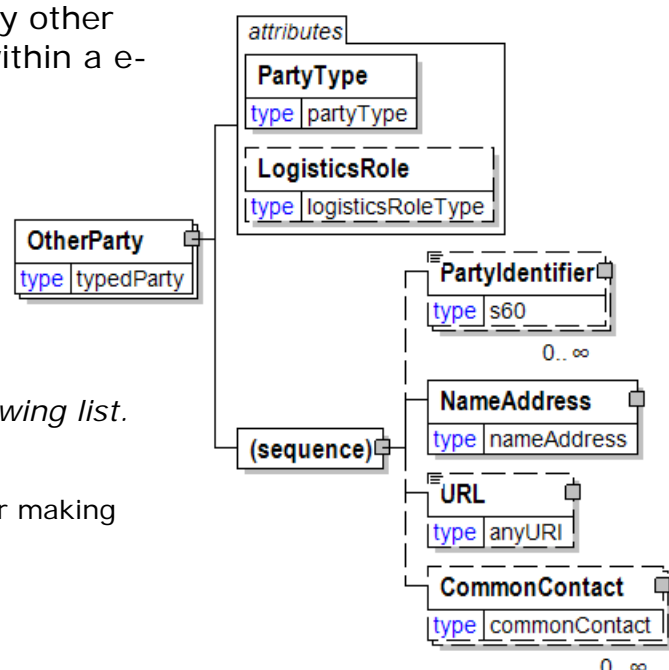 y other
vithin a e-
wing list.
r making
attributes
PartyType
type partyType
LogisticsRole
type logisticsRoleType
OtherParty
type typedParty
(sequence)
PartyIdentifier
type s60
0.. ∞
NameAddress
type nameAddress
URL
type anyURI
CommonContact
type commonContact
0.. ∞